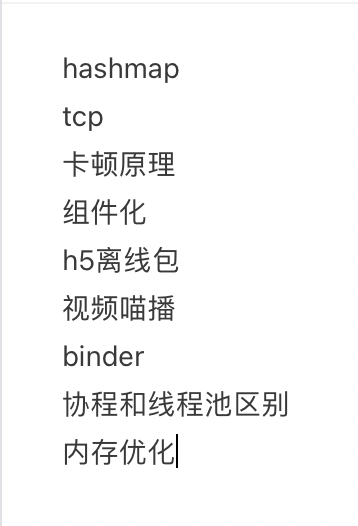 hashmap
tcp
卡顿原理
组件化
h5离线包
视频喵播
binder
协程和线程池区别
内存优化